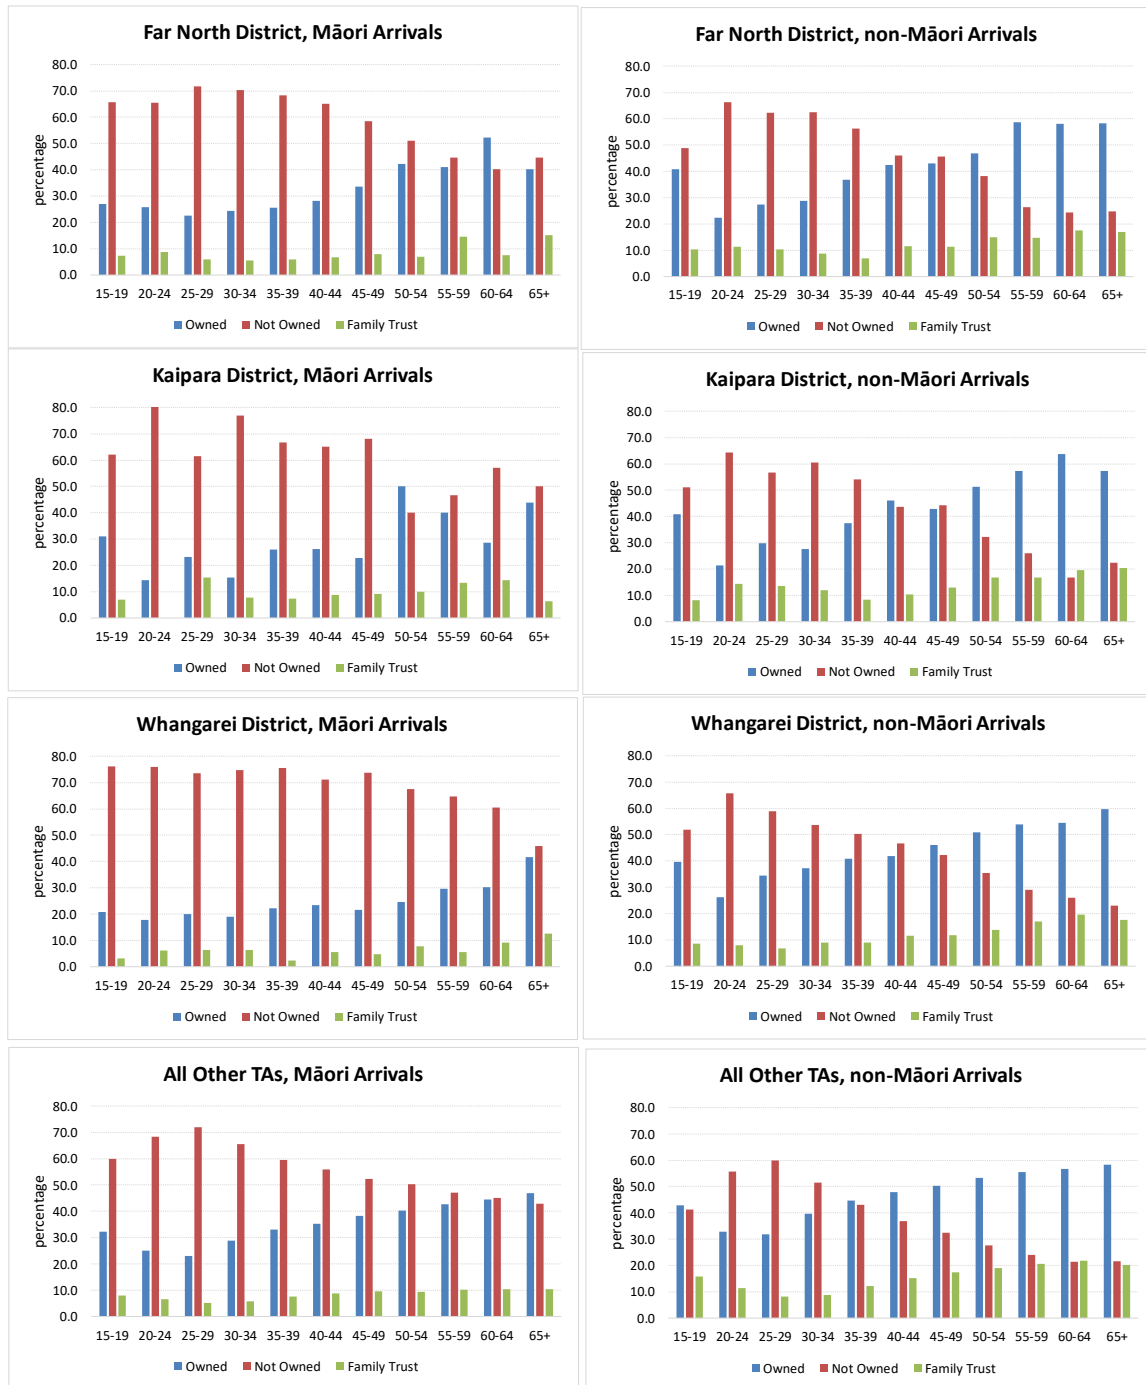 Far North District, Māori Arrivals
80.0
70.0
60.0
50.0
40.0
30.0
20.0
10.0
0.0
percentage
15-19 20-24 25-29 30-34 35-39 40-44 45-49 50-54 55-59 60-64 65+
Owned Not Owned Family Trust
Far North District, non-Māori Arrivals
80.0
70.0
60.0
50.0
40.0
30.0
20.0
10.0
0.0
percentage
15-19 20-24 25-29 30-34 35-39 40-44 45-49 50-54 55-59 60-64 65+
Owned Not Owned Family Trust
Kaipara District, Māori Arrivals
80.0
70.0
60.0
50.0
40.0
30.0
20.0
10.0
0.0
percentage
15-19 20-24 25-29 30-34 35-39 40-44 45-49 50-54 55-59 60-64 65+
Owned Not Owned Family Trust
Kaipara District, non-Māori Arrivals
80.0
70.0
60.0
50.0
40.0
30.0
20.0
10.0
0.0
percentage
15-19 20-24 25-29 30-34 35-39 40-44 45-49 50-54 55-59 60-64 65+
Owned Not Owned Family Trust
Whangarei District, Māori Arrivals
80.0
70.0
60.0
50.0
40.0
30.0
20.0
10.0
0.0
percentage
15-19 20-24 25-29 30-34 35-39 40-44 45-49 50-54 55-59 60-64 65+
Owned Not Owned Family Trust
Whangarei District, non-Māori Arrivals
80.0
70.0
60.0
50.0
40.0
30.0
20.0
10.0
0.0
percentage
15-19 20-24 25-29 30-34 35-39 40-44 45-49 50-54 55-59 60-64 65+
Owned Not Owned Family Trust
All Other TAs, Māori Arrivals
80.0
70.0
60.0
50.0
40.0
30.0
20.0
10.0
0.0
percentage
15-19 20-24 25-29 30-34 35-39 40-44 45-49 50-54 55-59 60-64 65+
Owned Not Owned Family Trust
All Other TAs, non-Māori Arrivals
80.0
70.0
60.0
50.0
40.0
30.0
20.0
10.0
0.0
percentage
15-19 20-24 25-29 30-34 35-39 40-44 45-49 50-54 55-59 60-64 65+
Owned Not Owned Family Trust